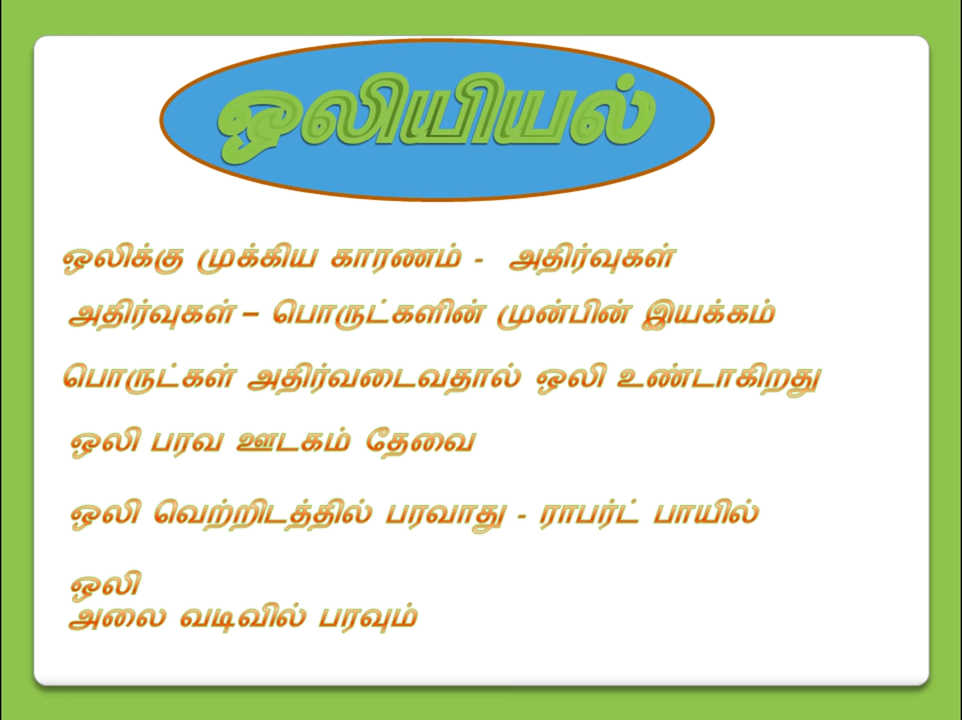 ஒலியியல்
ஒலிக்கு முக்கிய காரணம் - அதிர்வுகள்
அதிர்வுகள் – பொருட்களின் முன்பின் இயக்கம்
பொருட்கள் அதிர்வடைவதால் ஒலி உண்டாகிறது
ஒலி பரவ ஊடகம் தேவை
ஒலி வெற்றிடத்தில் பரவாது - ராபர்ட் பாயில்
ஒலி
அலை வடிவில் பரவும்